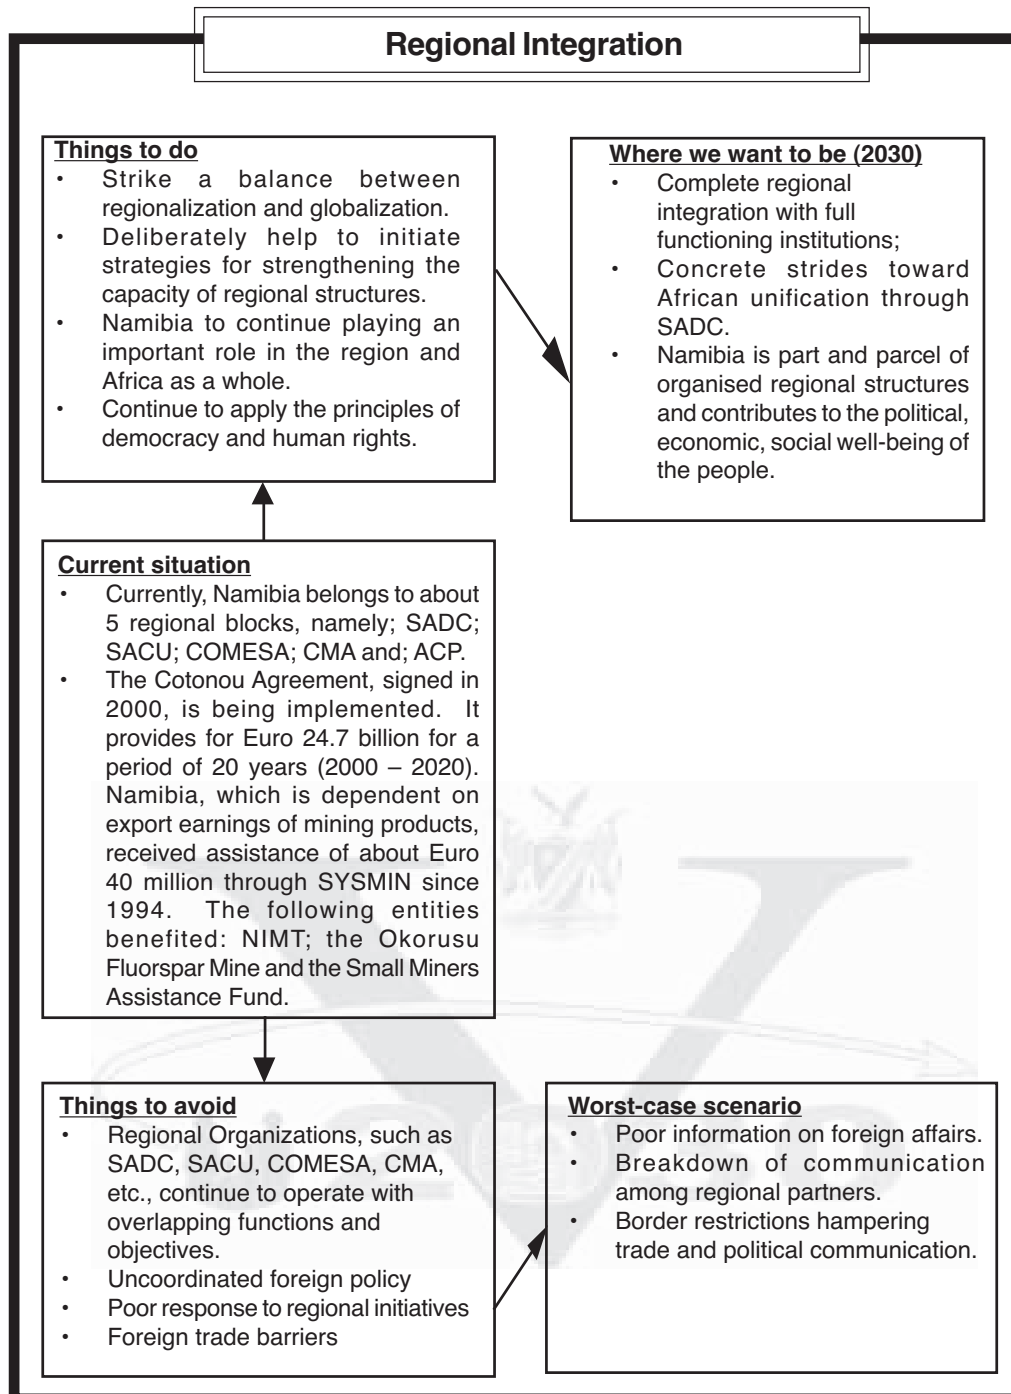 Regional Integration
Things to do
• Strike a balance between
regionalization and globalization.
• Deliberately help to initiate
strategies for strengthening the
capacity of regional structures.
• Namibia to continue playing an
important role in the region and
Africa as a whole.
• Continue to apply the principles of
democracy and human rights.
Where we want to be (2030)
• Complete regional
integration with full
functioning institutions;
• Concrete strides toward
African unification through
SADC.
• Namibia is part and parcel of
organised regional structures
and contributes to the political,
economic, social well-being of
the people.
Current situation
• Currently, Namibia belongs to about
5 regional blocks, namely; SADC;
SACU; COMESA; CMA and; ACP.
• The Cotonou Agreement, signed in
2000, is being implemented. It
provides for Euro 24.7 billion for a
period of 20 years (2000 – 2020).
Namibia, which is dependent on
export earnings of mining products,
received assistance of about Euro
40 million through SYSMIN since
1994. The following entities
benefited: NIMT; the Okorusu
Fluorspar Mine and the Small Miners
Assistance Fund.
Things to avoid
• Regional Organizations, such as
SADC, SACU, COMESA, CMA,
etc., continue to operate with
overlapping functions and
objectives.
• Uncoordinated foreign policy
• Poor response to regional initiatives
• Foreign trade barriers
Worst-case scenario
• Poor information on foreign affairs.
• Breakdown of communication
among regional partners.
• Border restrictions hampering
trade and political communication.